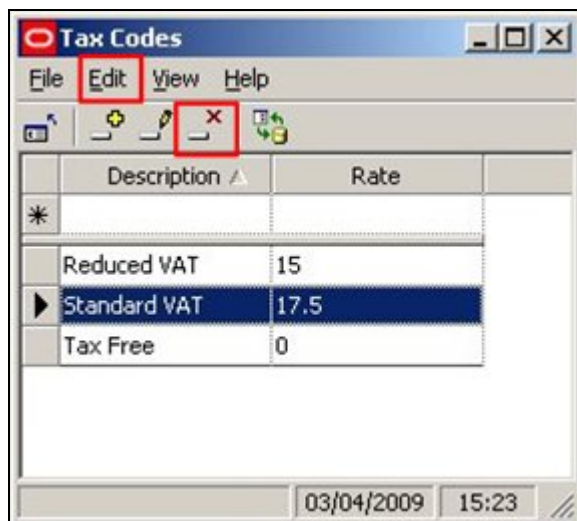 Tax Codes
File Edit View Help
Description Rate
Reduced VAT 15
Standard VAT 17.5
Tax Free 0
03/04/2009 15:23